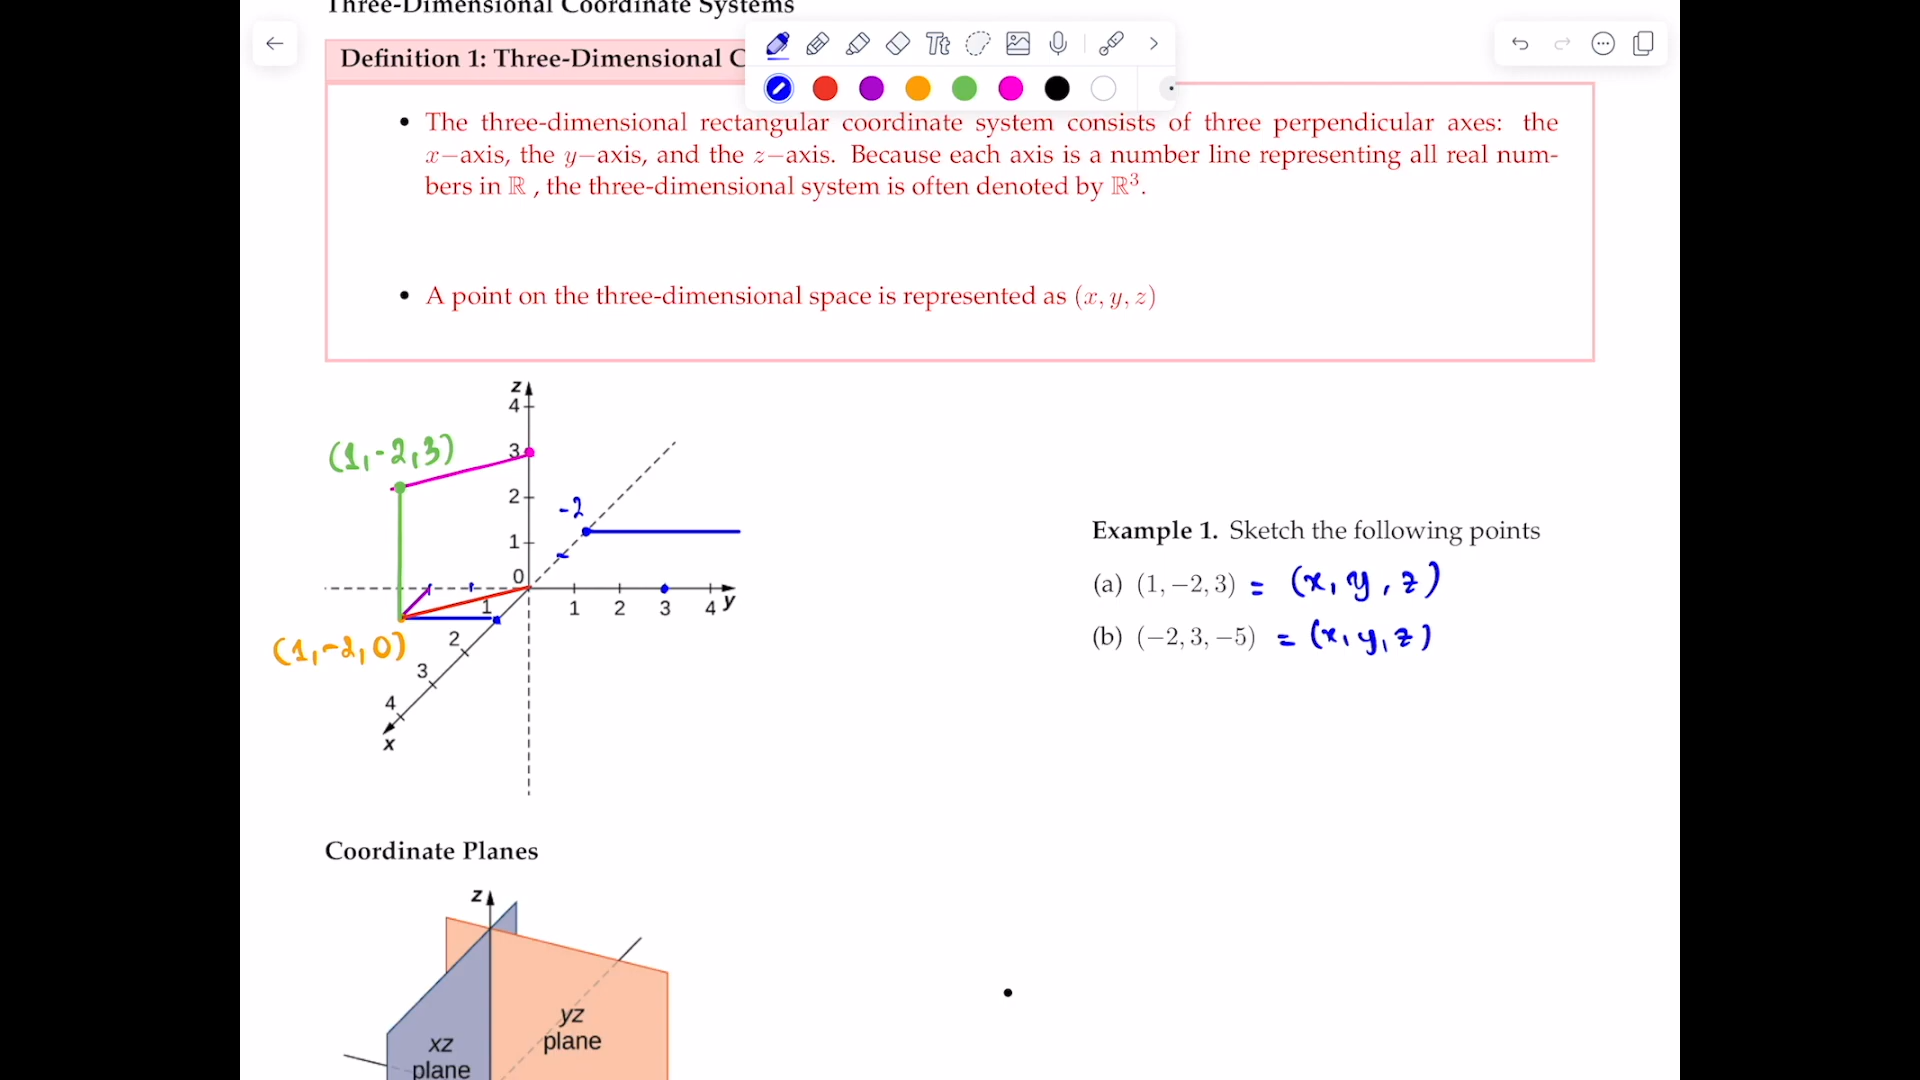 Three-Dimensional Coordinate Systems
Definition 1: Three-Dimensional C
Tt
• The three-dimensional rectangular coordinate system consists of three perpendicular axes: the
x−axis, the y−axis, and the z−axis. Because each axis is a number line representing all real num-
bers in ℝ , the three-dimensional system is often denoted by ℝ³.
• A point on the three-dimensional space is represented as (x, y, z)
z
4
(1,-2,3)
3
2
-2
1
0
1 2 3 4 y
1
2
(1,-2,0)
3
4
x
Example 1. Sketch the following points
(a) (1, −2, 3) = (x, y, z)
(b) (−2, 3, −5) = (x, y, z)
Coordinate Planes
z
yz
plane
xz
plane